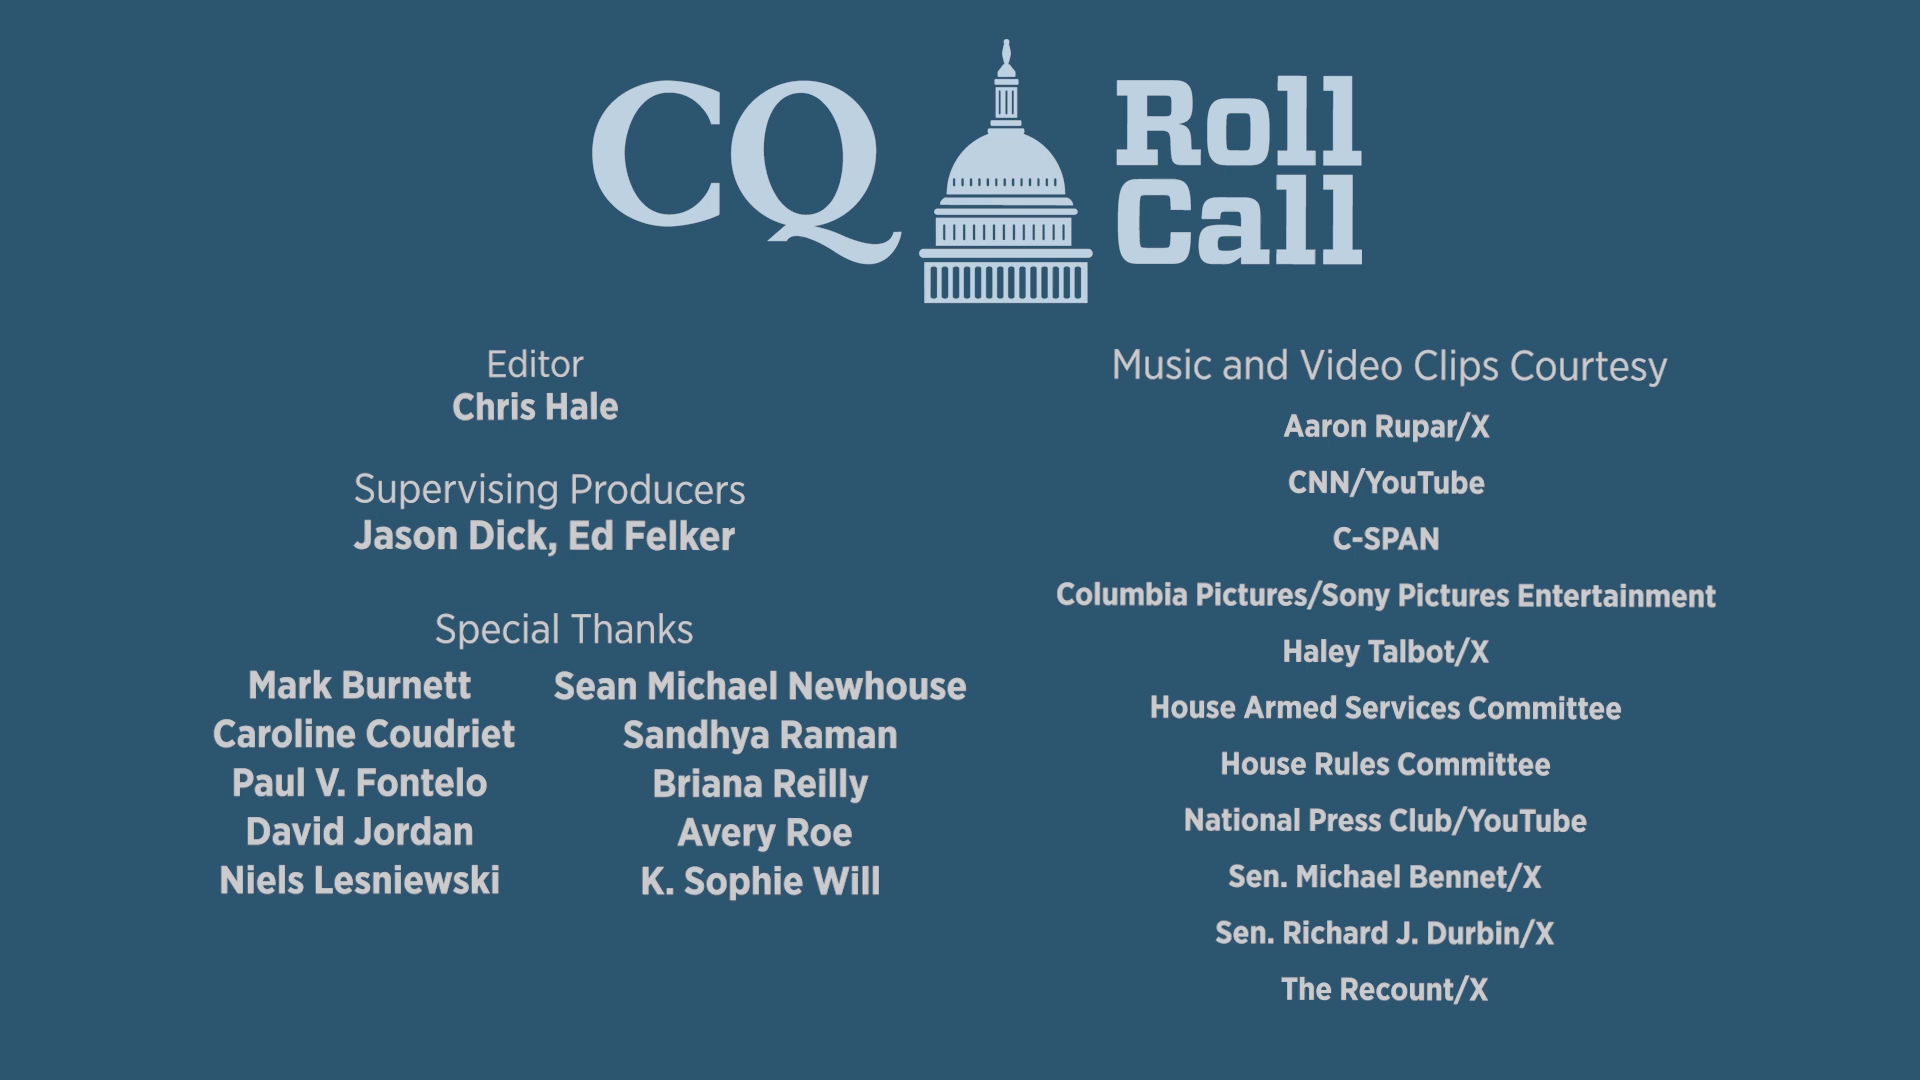 CQ Roll Call
Editor
Chris Hale
Supervising Producers
Jason Dick, Ed Felker
Special Thanks
Mark Burnett
Caroline Coudriet
Paul V. Fontelo
David Jordan
Niels Lesniewski
Sean Michael Newhouse
Sandhya Raman
Briana Reilly
Avery Roe
K. Sophie Will
Music and Video Clips Courtesy
Aaron Rupar/X
CNN/YouTube
C-SPAN
Columbia Pictures/Sony Pictures Entertainment
Haley Talbot/X
House Armed Services Committee
House Rules Committee
National Press Club/YouTube
Sen. Michael Bennet/X
Sen. Richard J. Durbin/X
The Recount/X